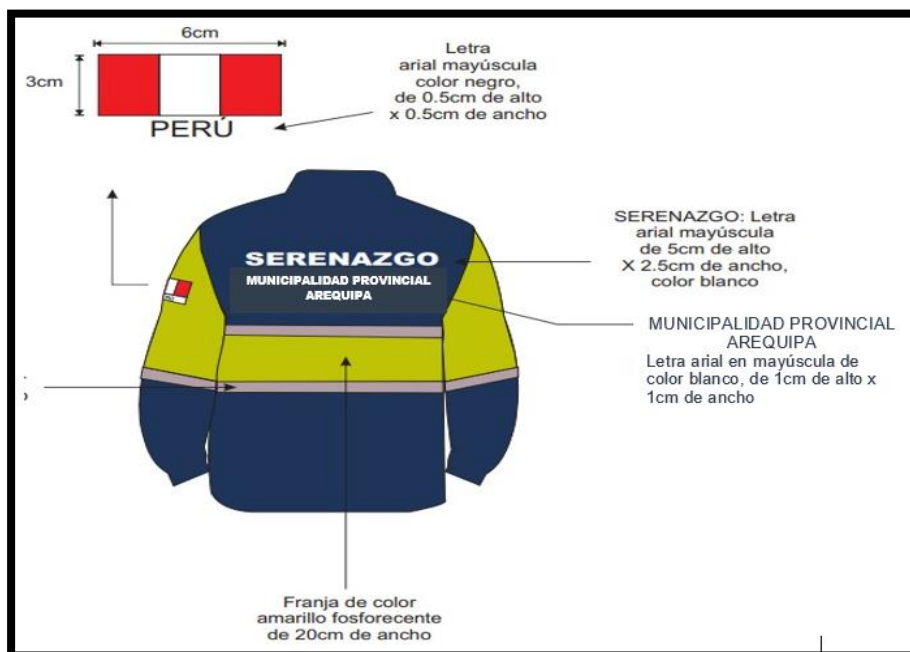 6cm
3cm
PERÚ
Letra
arial mayúscula
color negro,
de 0.5cm de alto
x 0.5cm de ancho
SERENAZGO
MUNICIPALIDAD PROVINCIAL
AREQUIPA
SERENAZGO: Letra
arial mayúscula
de 5cm de alto
X 2.5cm de ancho,
color blanco
MUNICIPALIDAD PROVINCIAL
AREQUIPA
Letra arial en mayúscula de
color blanco, de 1cm de alto x
1cm de ancho
Franja de color
amarillo fosforecente
de 20cm de ancho